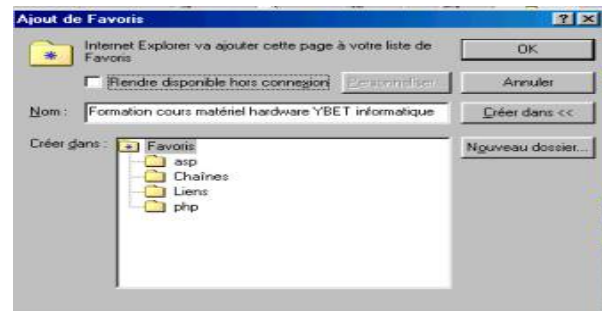 Ajout de Favoris
Internet Explorer va ajouter cette page à votre liste de
Favoris
OK
Rendre disponible hors connexion
Personnaliser...
Annuler
Nom :
Formation cours matériel hardware YBET informatique
Créer dans <<
Créer dans :
Favoris
Nouveau dossier...
asp
Chaînes
Liens
php